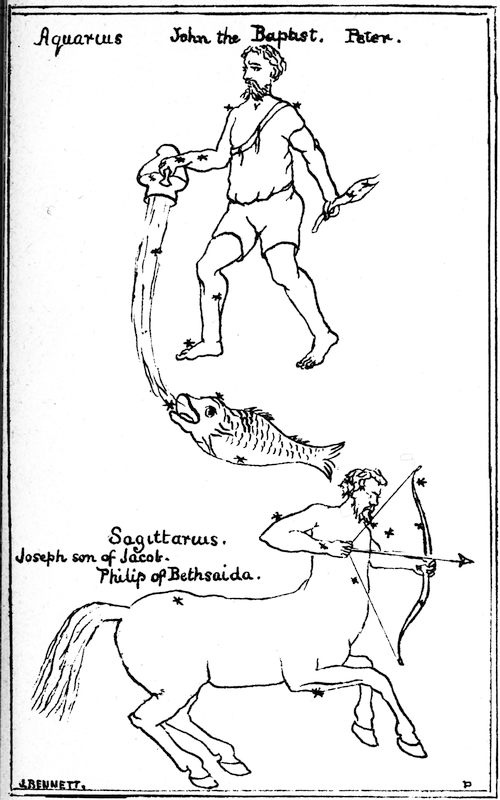 Aquarius John the Baptist. Peter.
Sagittarius.
Joseph son of Jacob.
Philip of Bethsaida.
J.BENNETT.